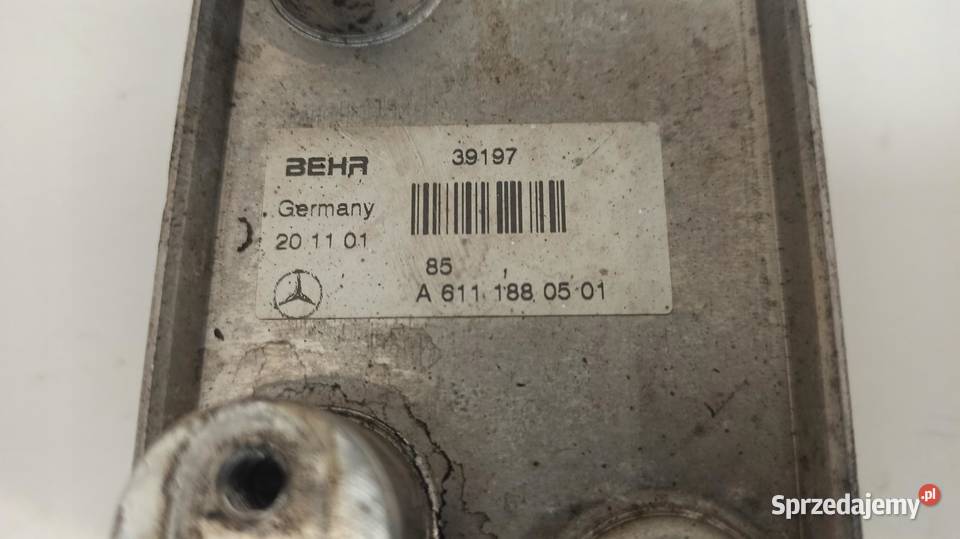 BEHR
39197
Germany
20 11 01
85
A 611 188 05 01
Sprzedajemy.pl